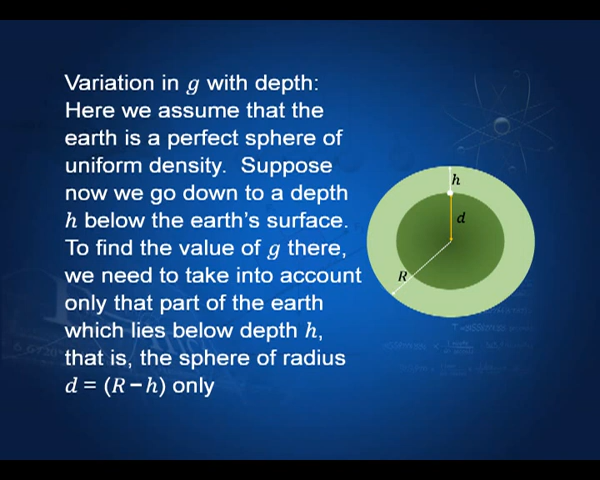 Variation in g with depth:
Here we assume that the
earth is a perfect sphere of
uniform density. Suppose
now we go down to a depth
h below the earth's surface.
To find the value of g there,
we need to take into account
only that part of the earth
which lies below depth h,
that is, the sphere of radius
d = (R − h) only
h
d
R